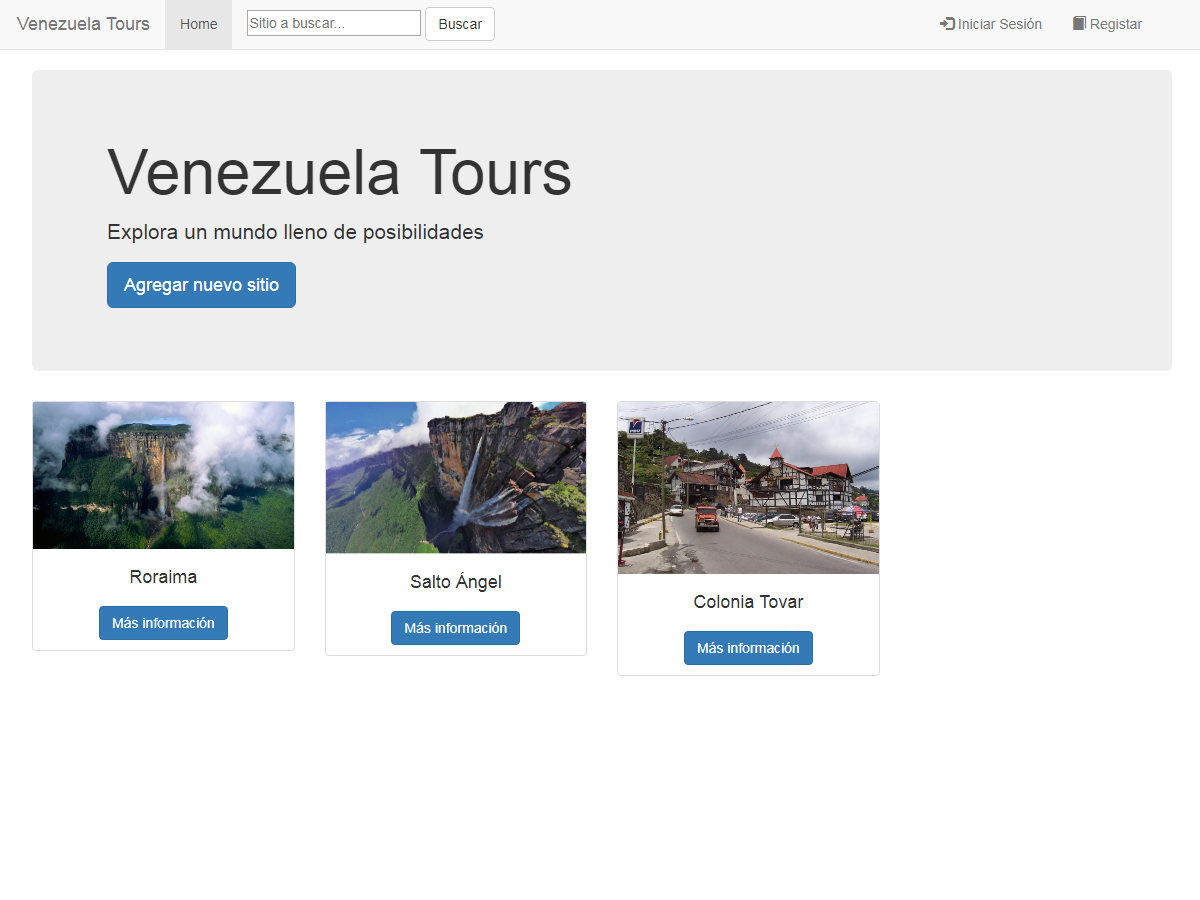 Venezuela Tours Home Sitio a buscar... Buscar Iniciar Sesión Registar
Venezuela Tours
Explora un mundo lleno de posibilidades
Agregar nuevo sitio
Roraima
Más información
Salto Ángel
Más información
Colonia Tovar
Más información